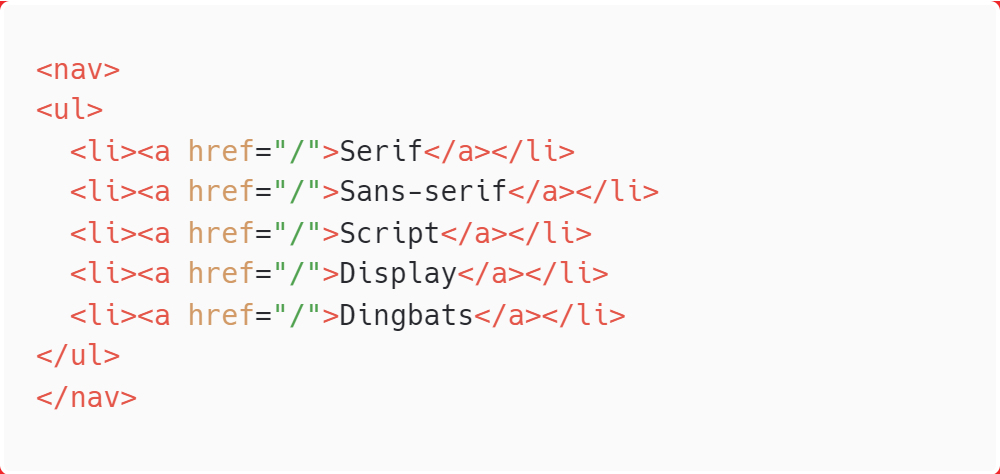 <nav>
<ul>
  <li><a href="/">Serif</a></li>
  <li><a href="/">Sans-serif</a></li>
  <li><a href="/">Script</a></li>
  <li><a href="/">Display</a></li>
  <li><a href="/">Dingbats</a></li>
</ul>
</nav>